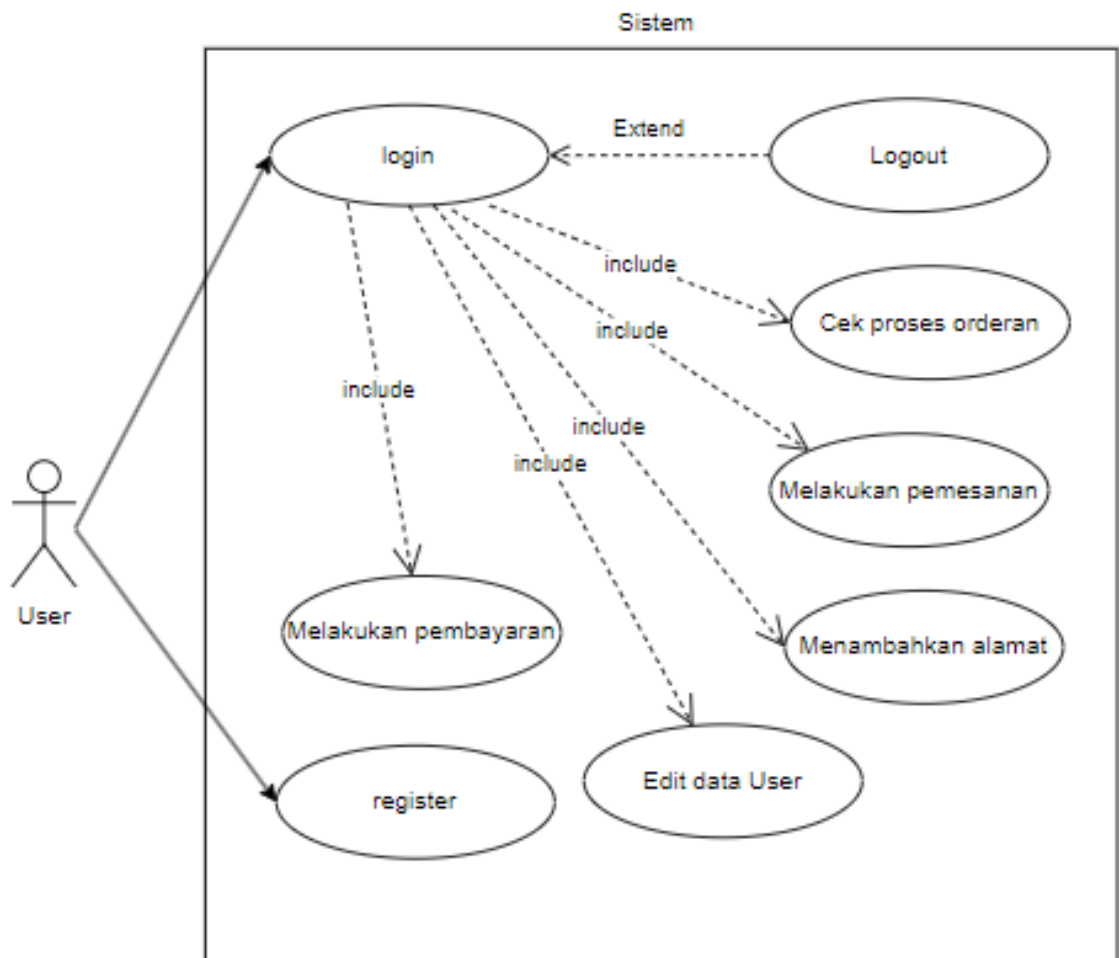 Sistem
login
Extend
Logout
include
Cek proses orderan
include
include
include
Melakukan pemesanan
include
User
Melakukan pembayaran
Menambahkan alamat
register
Edit data User